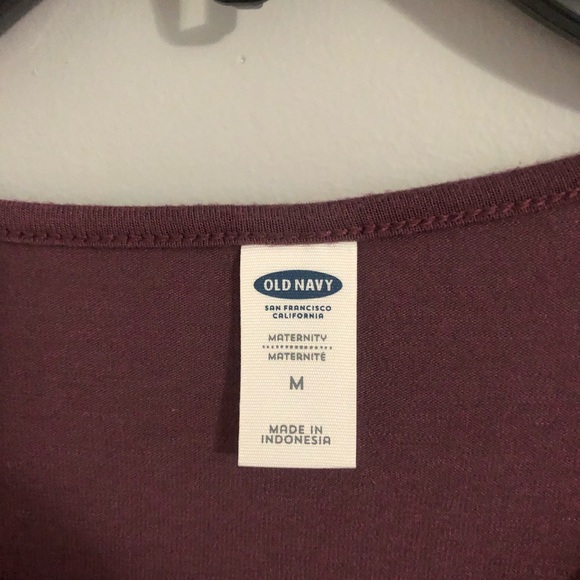 OLD NAVY
SAN FRANCISCO
CALIFORNIA
MATERNITY
MATERNITÉ
M
MADE IN
INDONESIA